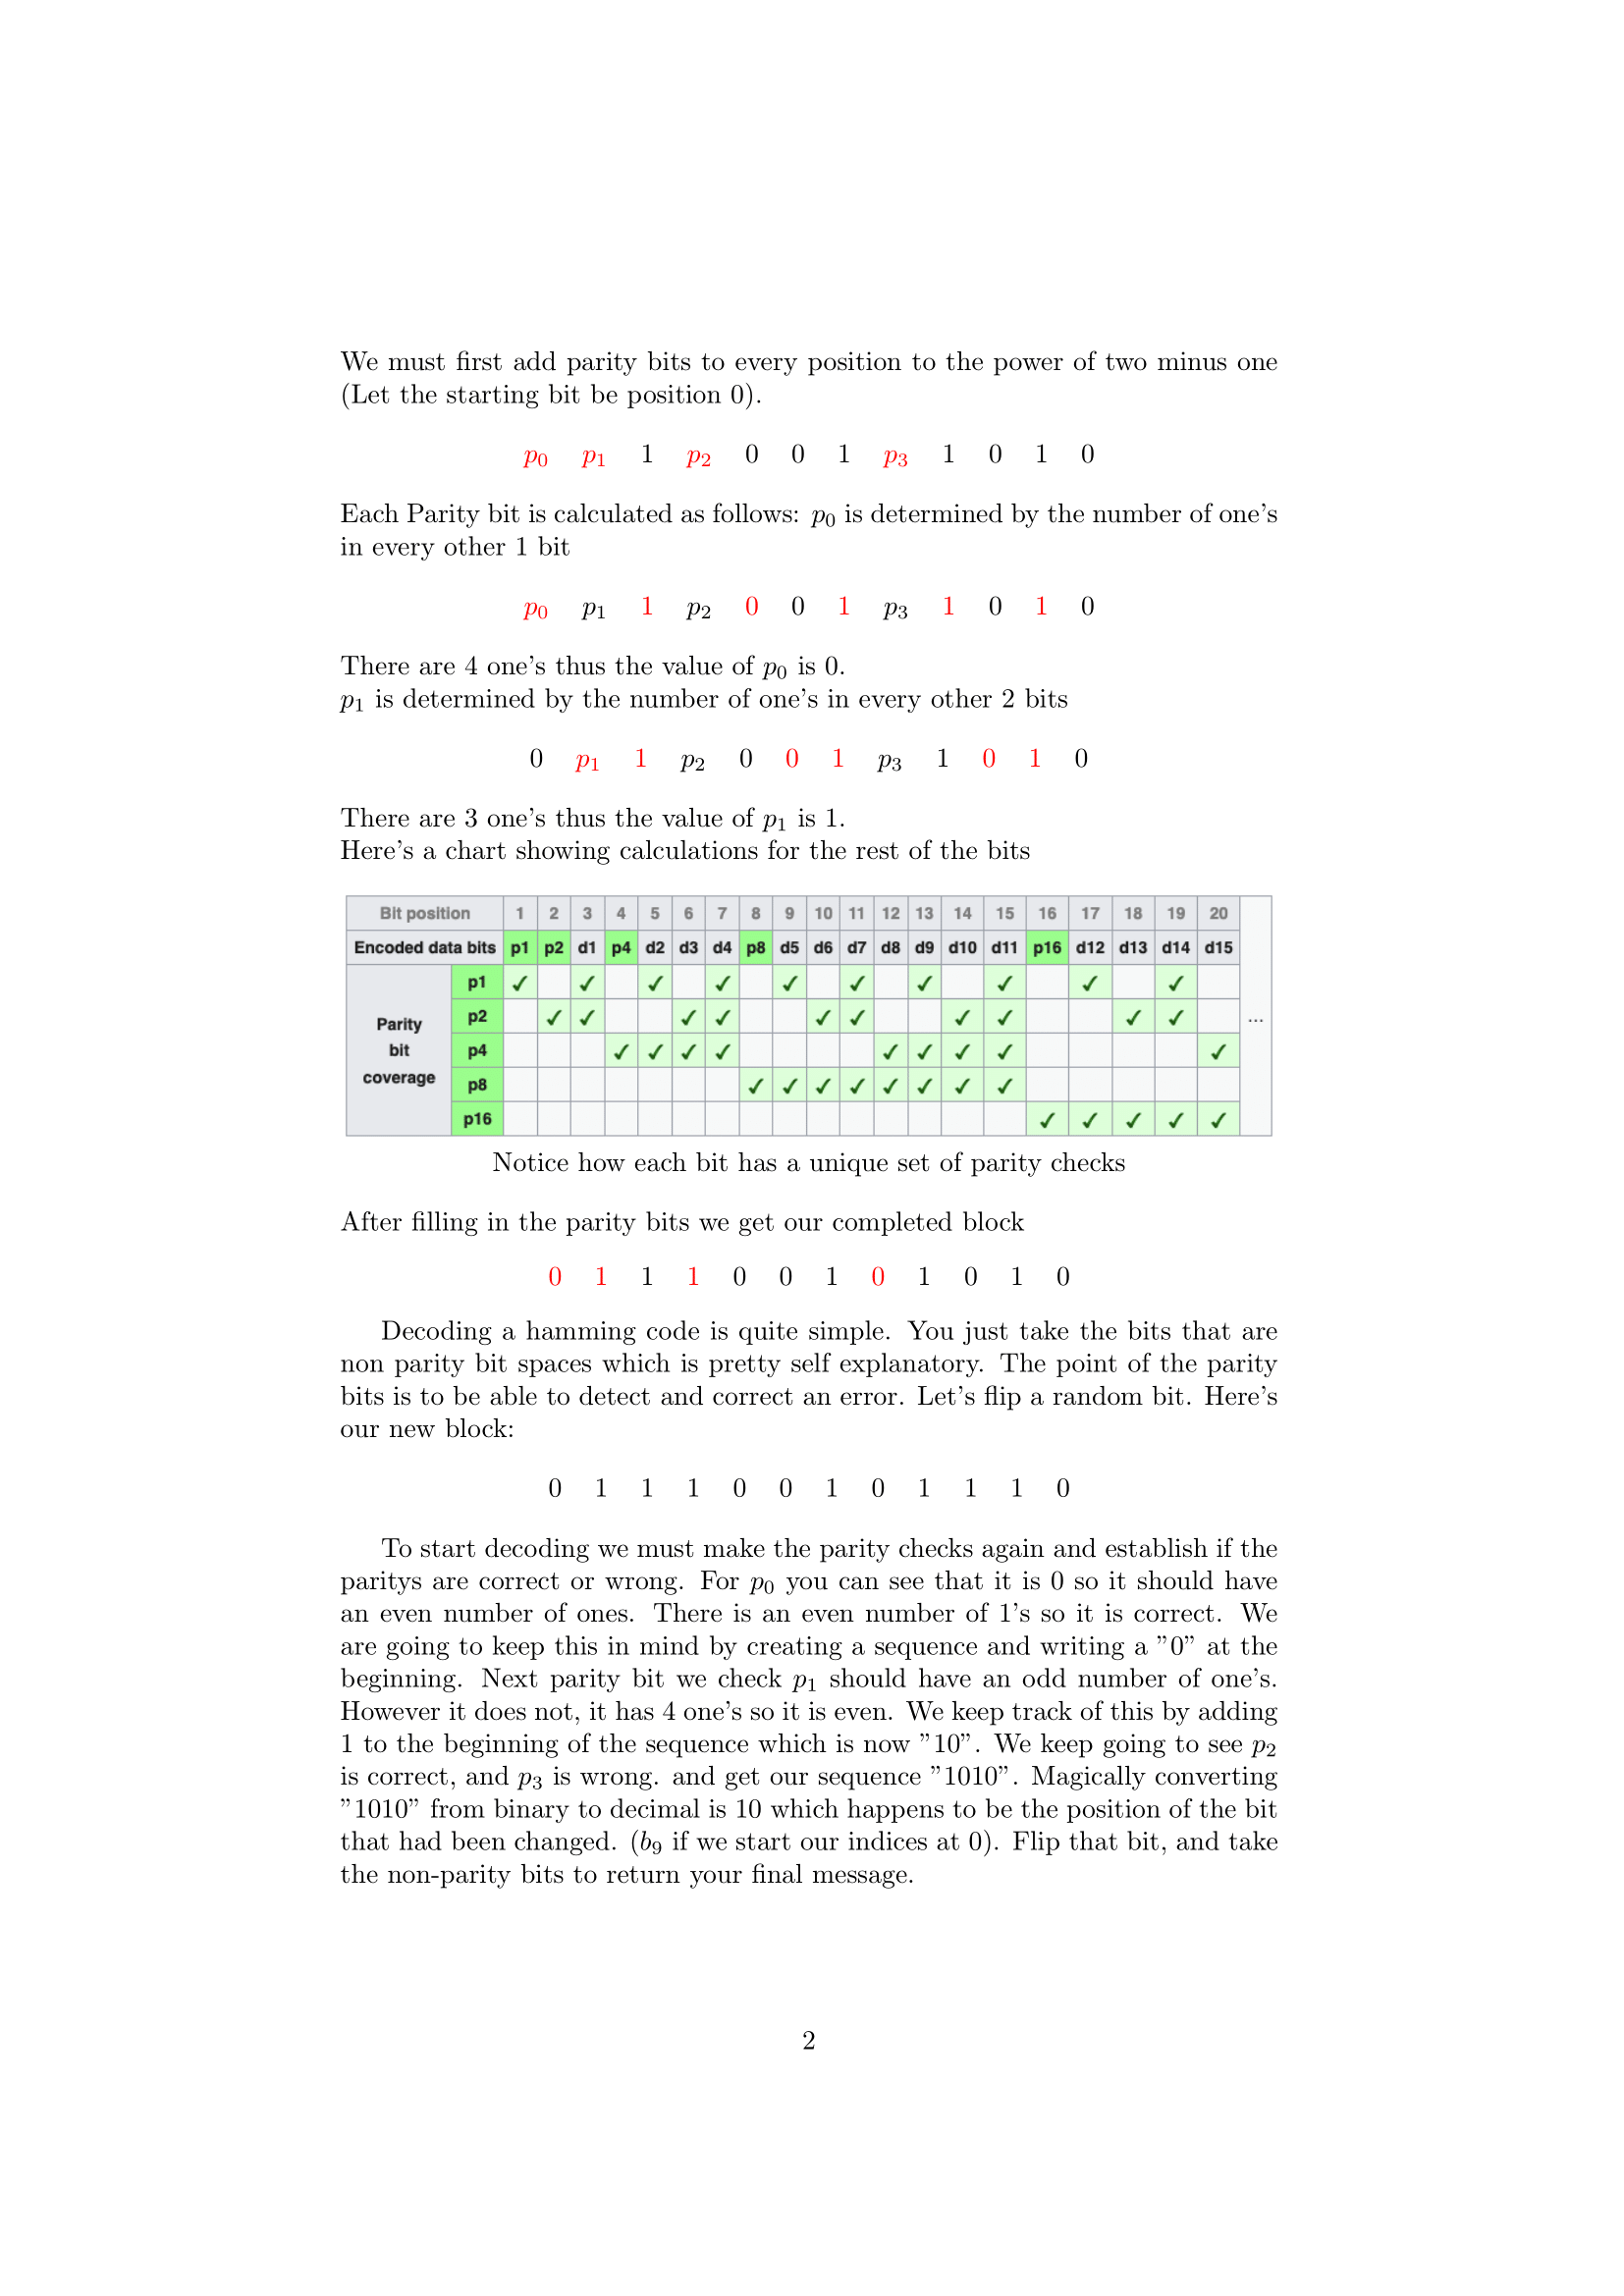 We must first add parity bits to every position to the power of two minus one
(Let the starting bit be position 0).
p0 p1 1 p2 0 0 1 p3 1 0 1 0
Each Parity bit is calculated as follows: p0 is determined by the number of one's
in every other 1 bit
p0 p1 1 p2 0 0 1 p3 1 0 1 0
There are 4 one's thus the value of p0 is 0.
p1 is determined by the number of one's in every other 2 bits
0 p1 1 p2 0 0 1 p3 1 0 1 0
There are 3 one's thus the value of p1 is 1.
Here's a chart showing calculations for the rest of the bits
Bit position 1 2 3 4 5 6 7 8 9 10 11 12 13 14 15 16 17 18 19 20
Encoded data bits p1 p2 d1 p4 d2 d3 d4 p8 d5 d6 d7 d8 d9 d10 d11 p16 d12 d13 d14 d15
Parity
bit
coverage
p1 ✓ ✓ ✓ ✓ ✓ ✓ ✓ ✓ ✓ ✓
p2 ✓ ✓ ✓ ✓ ✓ ✓ ✓ ✓ ✓ ✓ ...
p4 ✓ ✓ ✓ ✓ ✓ ✓ ✓ ✓ ✓
p8 ✓ ✓ ✓ ✓ ✓ ✓ ✓ ✓
p16 ✓ ✓ ✓ ✓ ✓
Notice how each bit has a unique set of parity checks
After filling in the parity bits we get our completed block
0 1 1 1 0 0 1 0 1 0 1 0
Decoding a hamming code is quite simple. You just take the bits that are
non parity bit spaces which is pretty self explanatory. The point of the parity
bits is to be able to detect and correct an error. Let's flip a random bit. Here's
our new block:
0 1 1 1 0 0 1 0 1 1 1 0
To start decoding we must make the parity checks again and establish if the
paritys are correct or wrong. For p0 you can see that it is 0 so it should have
an even number of ones. There is an even number of 1's so it is correct. We
are going to keep this in mind by creating a sequence and writing a ”0” at the
beginning. Next parity bit we check p1 should have an odd number of one's.
However it does not, it has 4 one's so it is even. We keep track of this by adding
1 to the beginning of the sequence which is now ”10”. We keep going to see p2
is correct, and p3 is wrong. and get our sequence ”1010”. Magically converting
”1010” from binary to decimal is 10 which happens to be the position of the bit
that had been changed. (b9 if we start our indices at 0). Flip that bit, and take
the non-parity bits to return your final message.
2